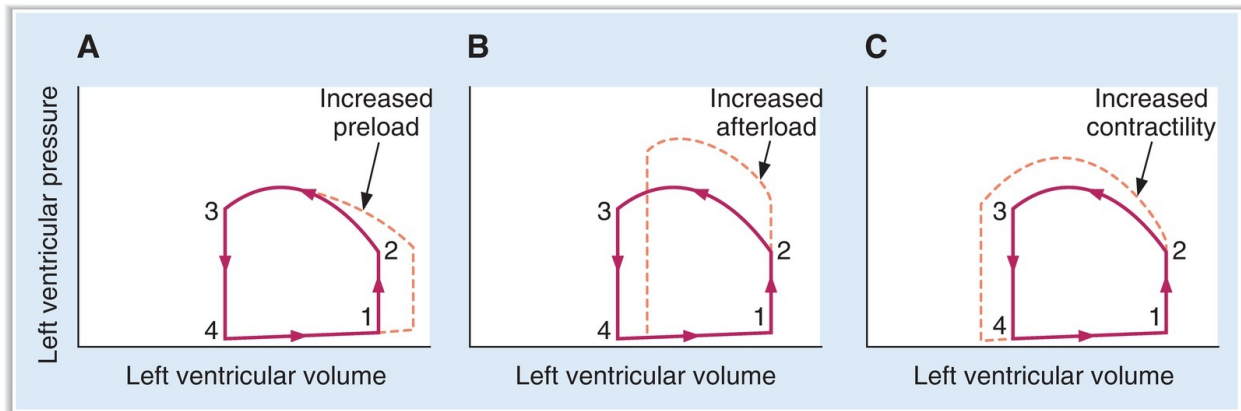 A
B
C
Left ventricular pressure
Increased
preload
3
2
1
4
Left ventricular volume
Increased
afterload
3
2
1
4
Left ventricular volume
Increased
contractility
3
2
1
4
Left ventricular volume